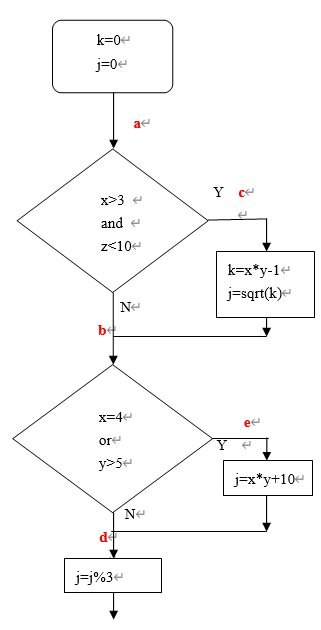 k=0↵
j=0↵
a↵
x>3 ↵
and ↵
z<10↵
Y c↵
↵
k=x*y-1
j=sqrt(k)↵
N↵
b↵
x=4↵
or↵
y>5↵
e↵
Y ↵
j=x*y+10↵
N↵
d↵
j=j%3↵